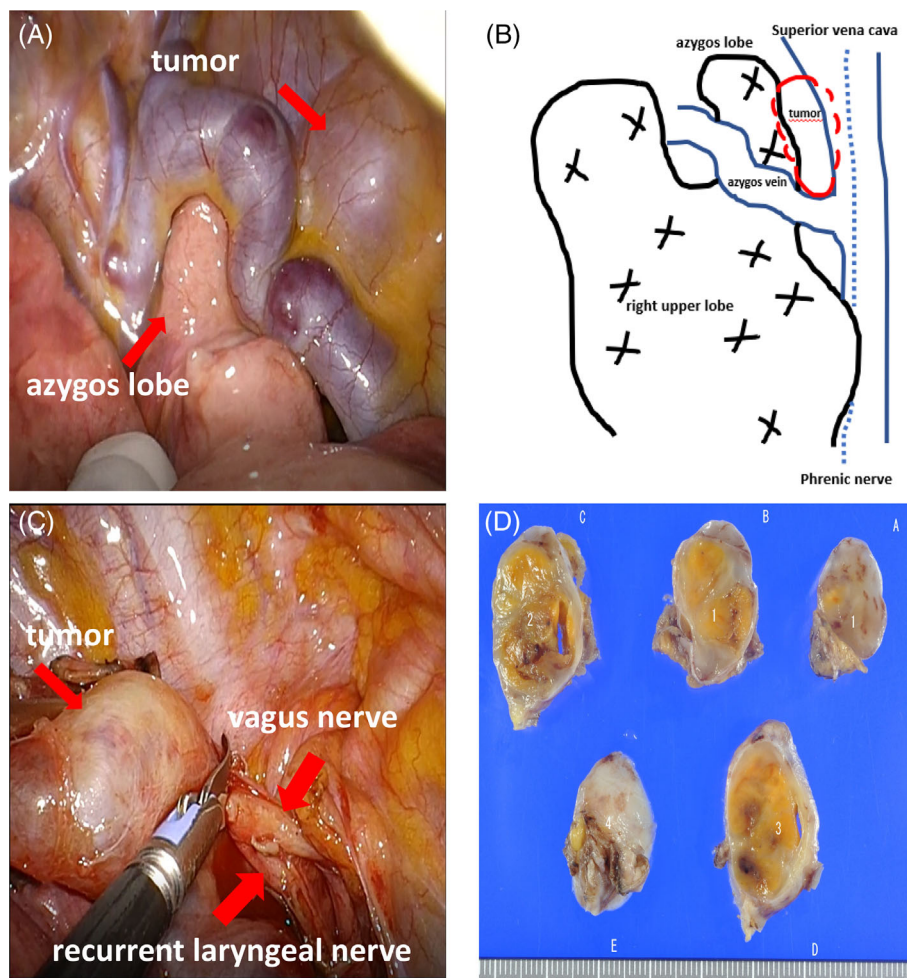 (A)
tumor
azygos lobe
(B)
Superior vena cava
azygos lobe
tumor
azygos vein
right upper lobe
Phrenic nerve
(C)
tumor
vagus nerve
recurrent laryngeal nerve
(D)
C
B
A
2
1
1
4
3
E
D